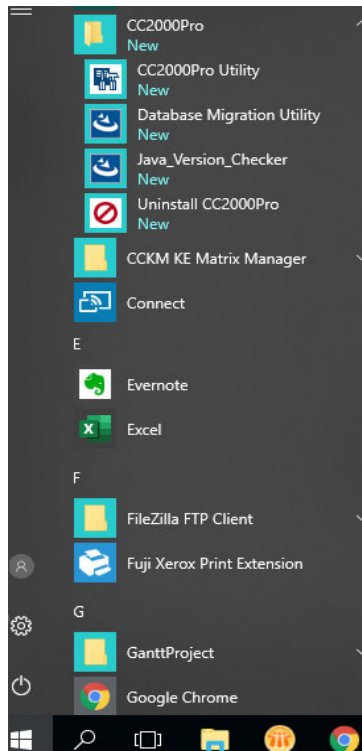 CC2000Pro
New
CC2000Pro Utility
New
Database Migration Utility
New
Java_Version_Checker
New
Uninstall CC2000Pro
New
CCKM KE Matrix Manager
Connect
E
Evernote
Excel
F
FileZilla FTP Client
Fuji Xerox Print Extension
G
GanttProject
Google Chrome